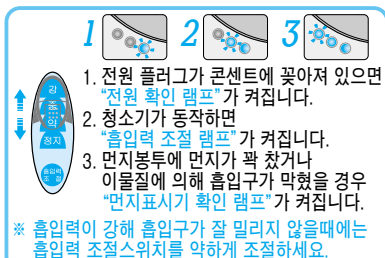 1 2 3
강
중
약
정지
흡입력
조 절
1. 전원 플러그가 콘센트에 꽂아져 있으면
“전원 확인 램프”가 켜집니다.
2. 청소기가 동작하면
“흡입력 조절 램프”가 켜집니다.
3. 먼지봉투에 먼지가 꽉 찼거나
이물질에 의해 흡입구가 막혔을 경우
“먼지표시기 확인 램프”가 켜집니다.
※ 흡입력이 강해 흡입구가 잘 밀리지 않을때에는
흡입력 조절스위치를 약하게 조절하세요.